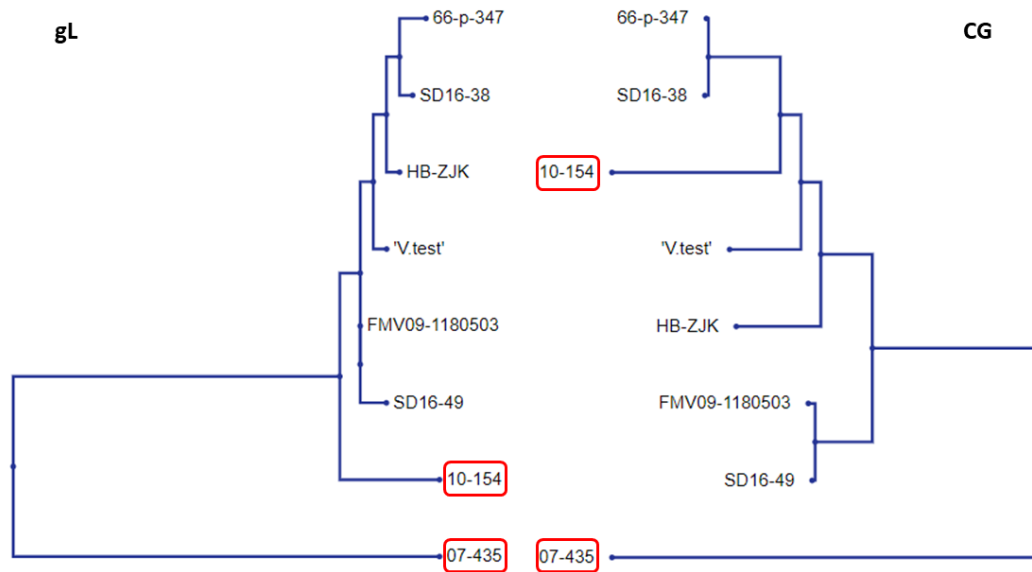 gL
CG
66-p-347
66-p-347
SD16-38
SD16-38
HB-ZJK
10-154
'V.test'
'V.test'
FMV09-1180503
HB-ZJK
SD16-49
FMV09-1180503
10-154
SD16-49
07-435
07-435